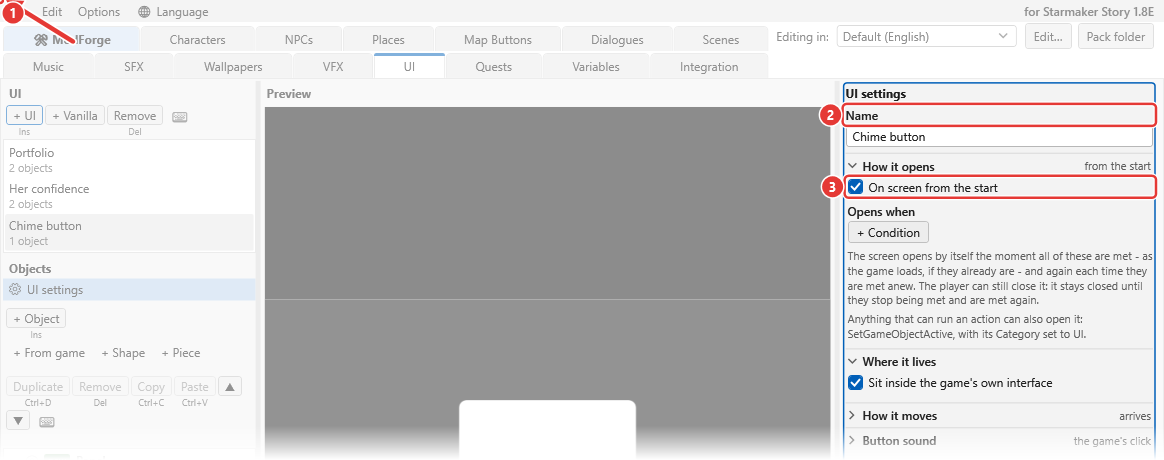 1 Edit Options Language for Starmaker Story 1.8E
ModForge Characters NPCs Places Map Buttons Dialogues Scenes Editing in: Default (English) Edit... Pack folder
Music SFX Wallpapers VFX UI Quests Variables Integration
UI
+ UI + Vanilla Remove
Ins Del
Portfolio
2 objects
Her confidence
2 objects
Chime button
1 object
Objects
UI settings
+ Object
Ins
+ From game + Shape + Piece
Duplicate Remove Copy Paste
Ctrl+D Del Ctrl+C Ctrl+V
Preview
UI settings
2 Name
Chime button
How it opens from the start
3 On screen from the start
Opens when
+ Condition
The screen opens by itself the moment all of these are met - as
the game loads, if they already are - and again each time they
are met anew. The player can still close it: it stays closed until
they stop being met and are met again.
Anything that can run an action can also open it:
SetGameObjectActive, with its Category set to UI.
Where it lives
Sit inside the game's own interface
How it moves arrives
Button sound the game's click